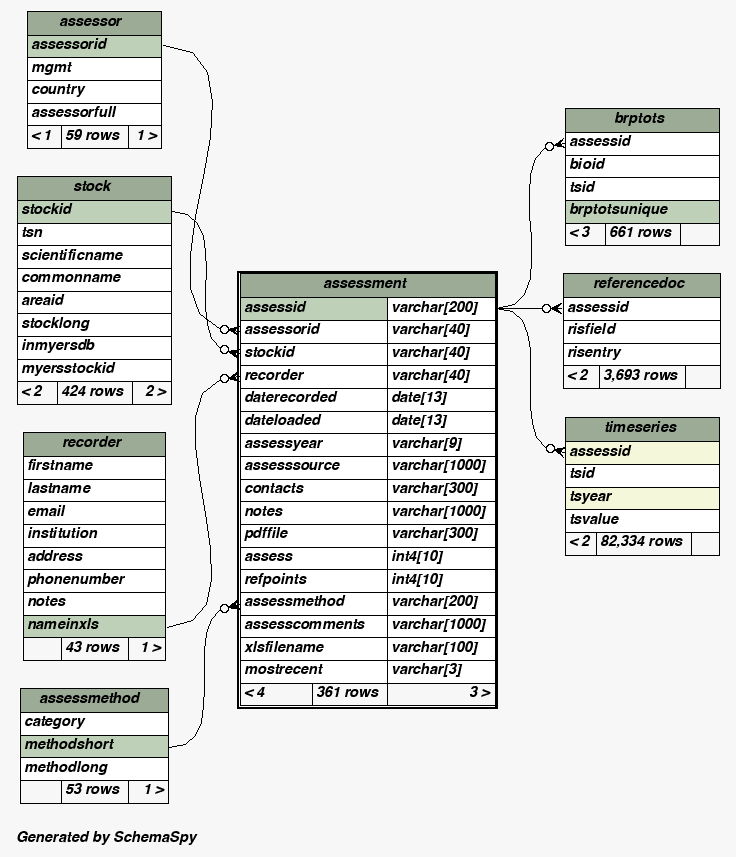 assessor
assessorid
mgmt
country
assessorfull
< 1 59 rows 1 >
stock
stockid
tsn
scientificname
commonname
areaid
stocklong
inmyersdb
myersstockid
< 2 424 rows 2 >
recorder
firstname
lastname
email
institution
address
phonenumber
notes
nameinxls
43 rows 1 >
assessmethod
category
methodshort
methodlong
53 rows 1 >
assessment
assessid varchar[200]
assessorid varchar[40]
stockid varchar[40]
recorder varchar[40]
daterecorded date[13]
dateloaded date[13]
assessyear varchar[9]
assesssource varchar[1000]
contacts varchar[300]
notes varchar[1000]
pdffile varchar[300]
assess int4[10]
refpoints int4[10]
assessmethod varchar[200]
assesscomments varchar[1000]
xlsfilename varchar[100]
mostrecent varchar[3]
< 4 361 rows 3 >
brptots
assessid
bioid
tsid
brptotsunique
< 3 661 rows
referencedoc
assessid
risfield
risentry
< 2 3,693 rows
timeseries
assessid
tsid
tsyear
tsvalue
< 2 82,334 rows
Generated by SchemaSpy